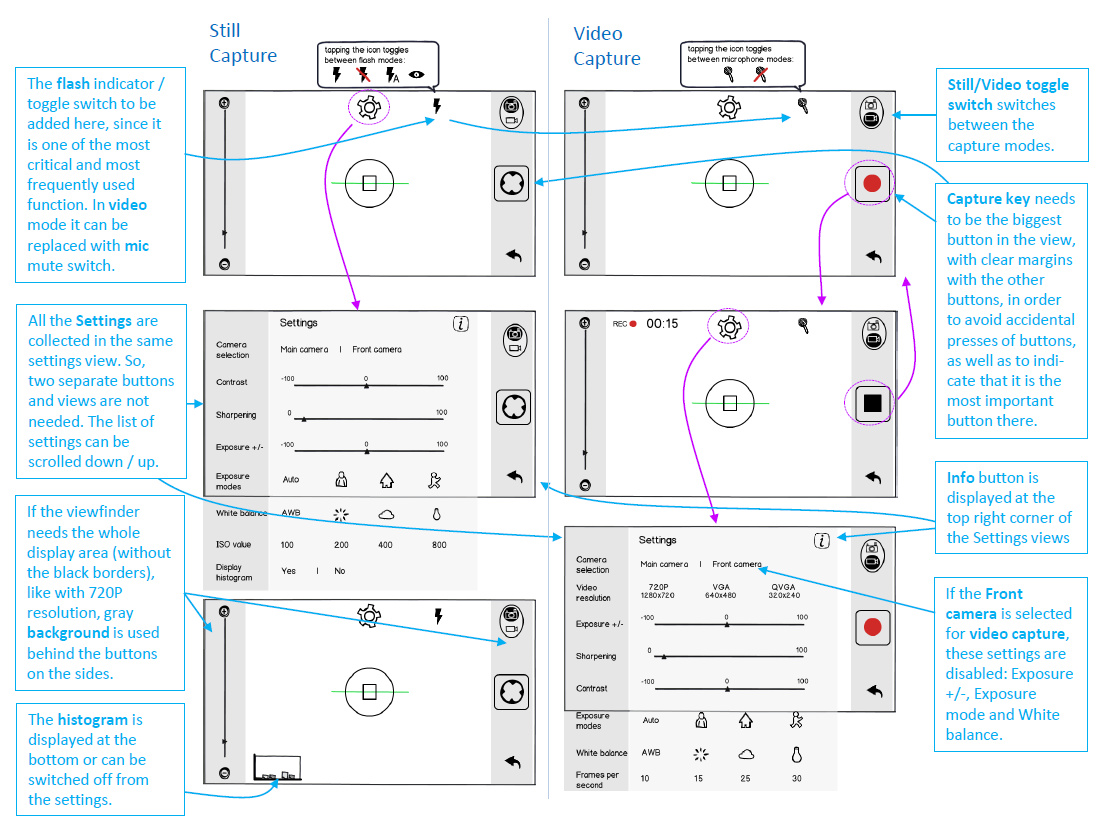 Still
Capture
Video
Capture
tapping the icon toggles
between flash modes:
A
tapping the icon toggles
between microphone modes:
The flash indicator /
toggle switch to be
added here, since it
is one of the most
critical and most
frequently used
function. In video
mode it can be
replaced with mic
mute switch.
Still/Video toggle
switch switches
between the
capture modes.
Capture key needs
to be the biggest
button in the view,
with clear margins
with the other
buttons, in order
to avoid accidental
presses of buttons,
as well as to indi-
cate that it is the
most important
button there.
All the Settings are
collected in the same
settings view. So,
two separate buttons
and views are not
needed. The list of
settings can be
scrolled down / up.
Settings
i
Camera
selection
Main camera | Front camera
Contrast
-100 0 100
Sharpening
0 100
Exposure +/-
-100 0 100
Exposure
modes
Auto
White balance
AWB
ISO value
100 200 400 800
Display
histogram
Yes | No
REC 00:15
If the viewfinder
needs the whole
display area (without
the black borders),
like with 720P
resolution, gray
background is used
behind the buttons
on the sides.
The histogram is
displayed at the
bottom or can be
switched off from
the settings.
Info button is
displayed at the
top right corner of
the Settings views
Settings
i
Camera
selection
Main camera | Front camera
Video
resolution
720P VGA QVGA
1280x720 640x480 320x240
Exposure +/-
-100 0 100
Sharpening
0 100
Contrast
-100 0 100
Exposure
modes
Auto
White balance
AWB
Frames per
second
10 15 25 30
If the Front
camera is selected
for video capture,
these settings are
disabled: Exposure
+/-, Exposure
mode and White
balance.